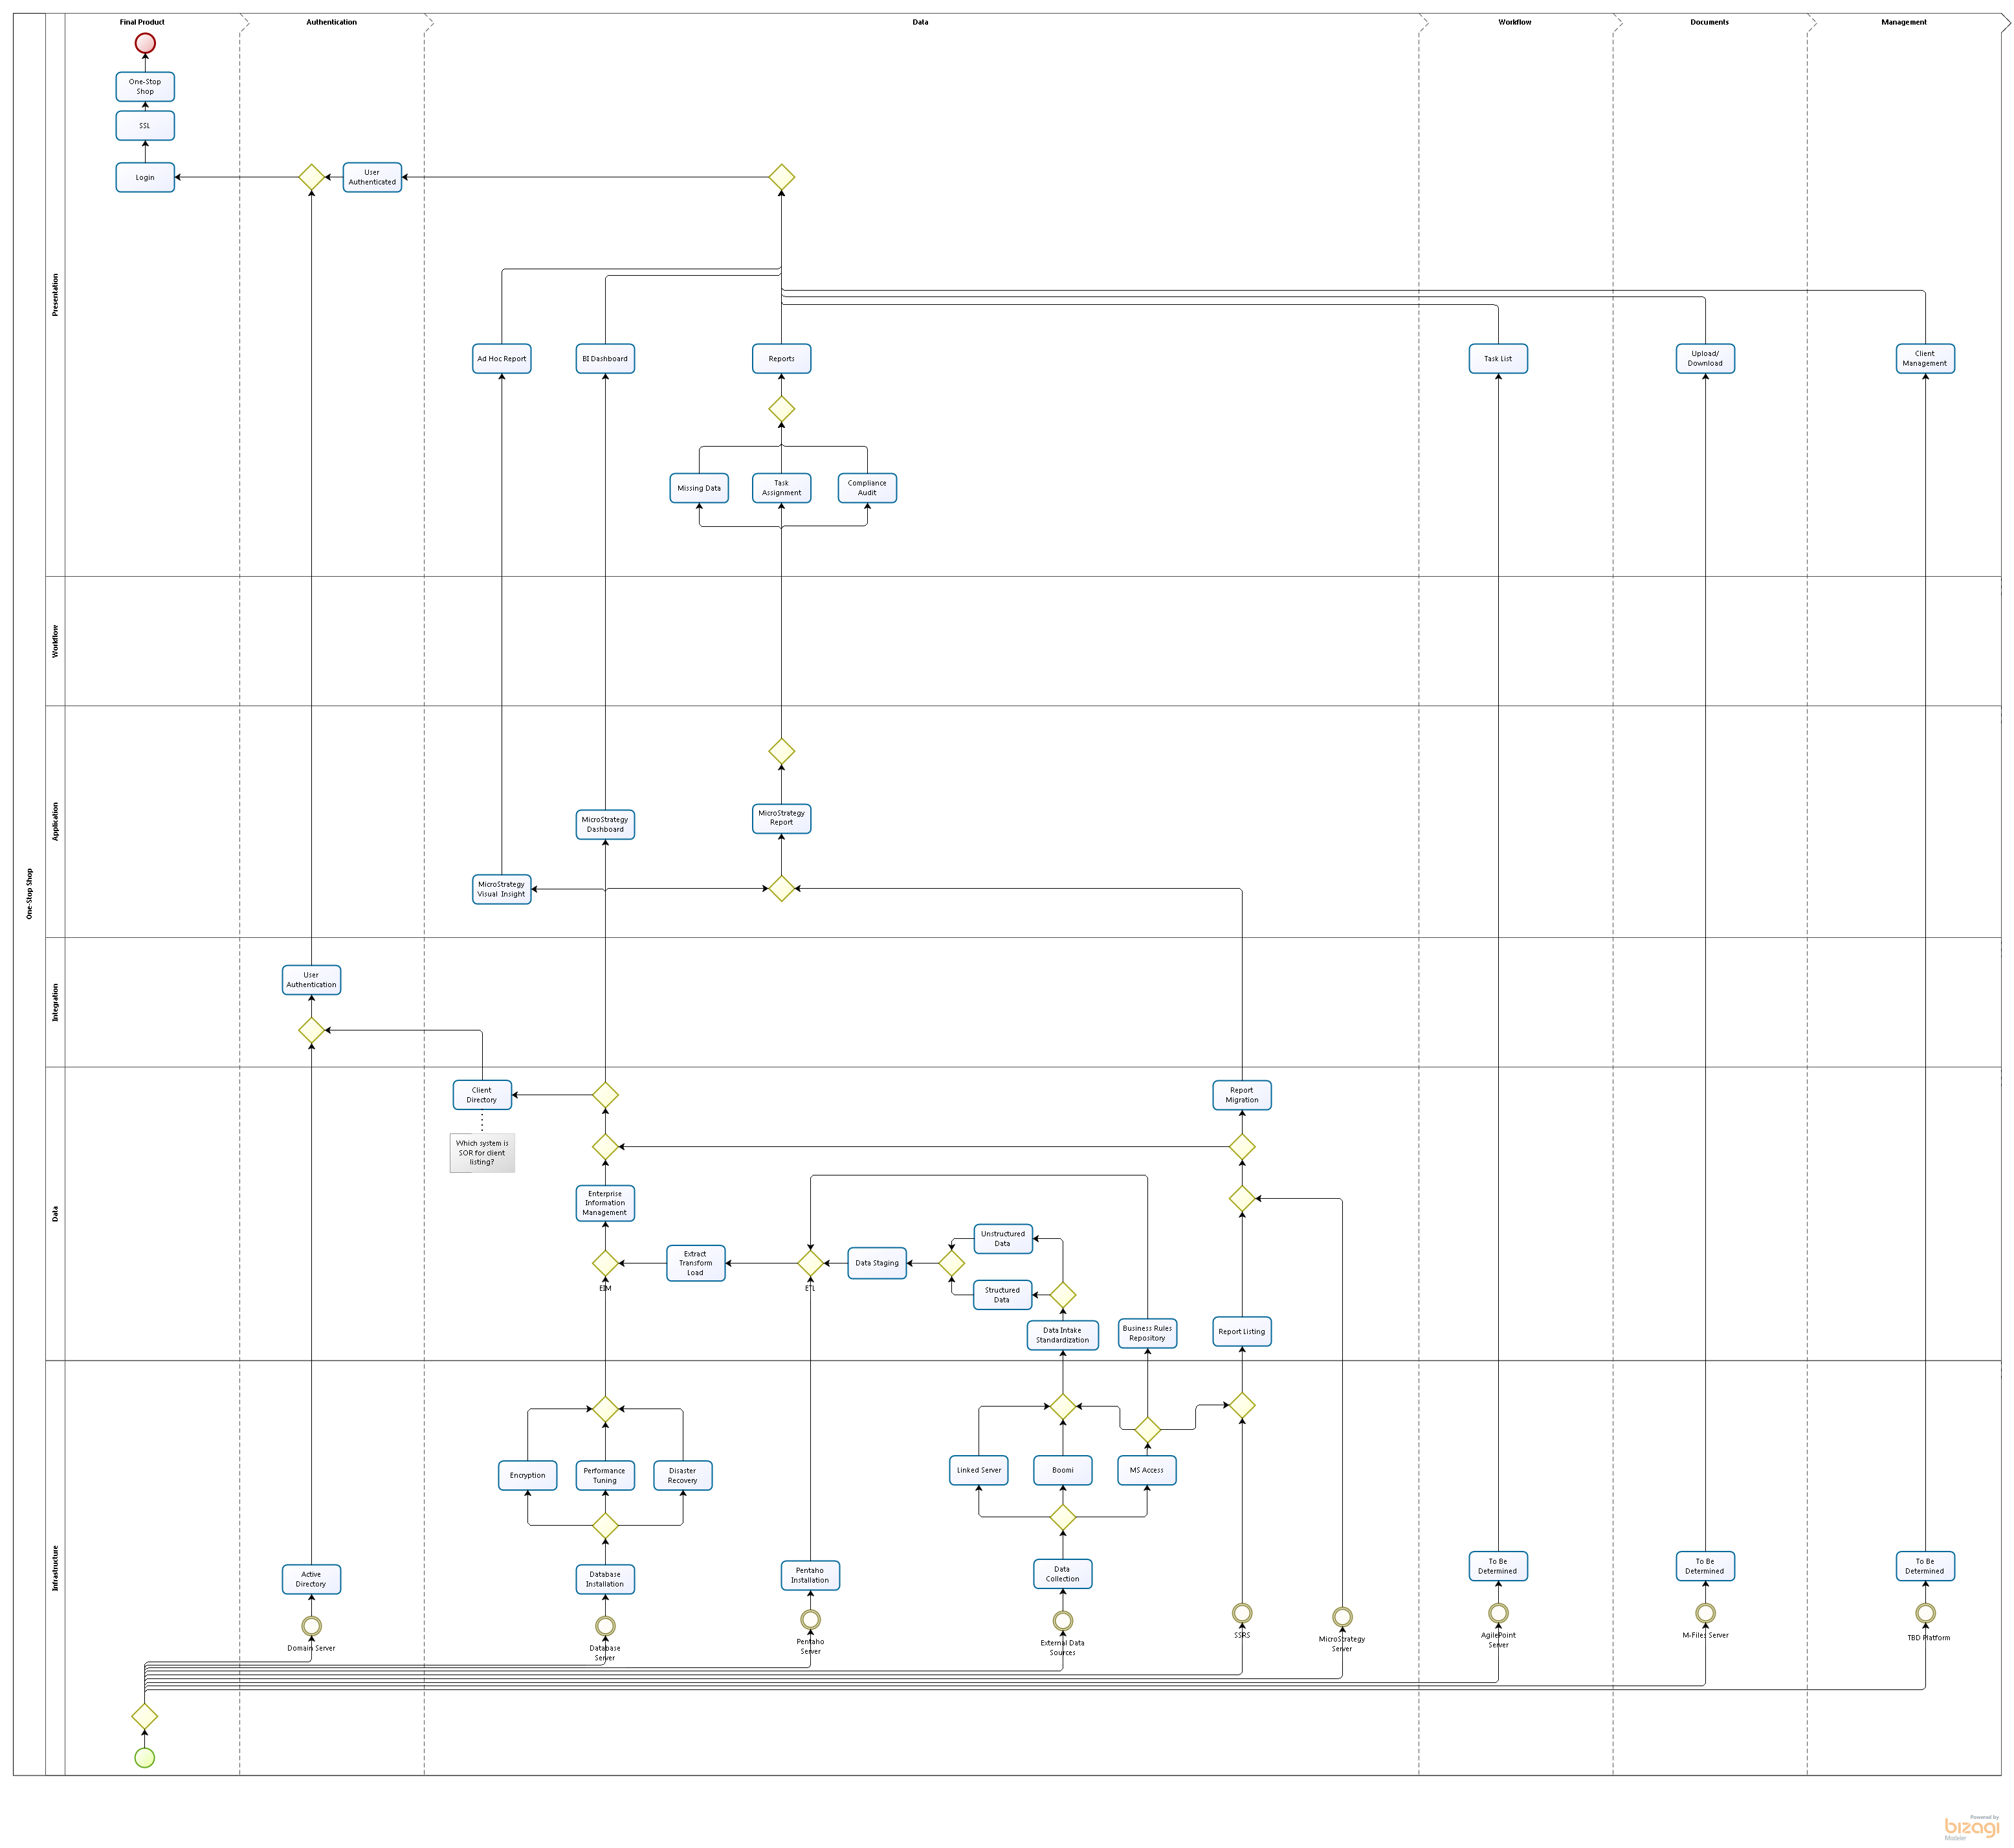 Final Product
Authentication
Data
Workflow
Documents
Management
One-Stop Shop
Presentation
Workflow
Application
Integration
Data
Infrastructure
One-Stop
Shop
SSL
Login
User
Authenticated
Ad Hoc Report
BI Dashboard
Reports
Task List
Upload/
Download
Client
Management
Missing Data
Task
Assignment
Compliance
Audit
MicroStrategy
Dashboard
MicroStrategy
Report
MicroStrategy
Visual Insight
User
Authentication
Client
Directory
Report
Migration
Which system is
SOR for client
listing?
Enterprise
Information
Management
Unstructured
Data
Extract
Transform
Load
Data Staging
EIM
ETL
Structured
Data
Data Intake
Standardization
Business Rules
Repository
Report Listing
Encryption
Performance
Tuning
Disaster
Recovery
Linked Server
Boomi
MS Access
Active
Directory
Database
Installation
Pentaho
Installation
Data
Collection
To Be
Determined
To Be
Determined
To Be
Determined
Domain Server
Database
Server
Pentaho
Server
External Data
Sources
SSRS
MicroStrategy
Server
AgilePoint
Server
M-Files Server
TBD Platform
Powered by
bizagi
Modeler